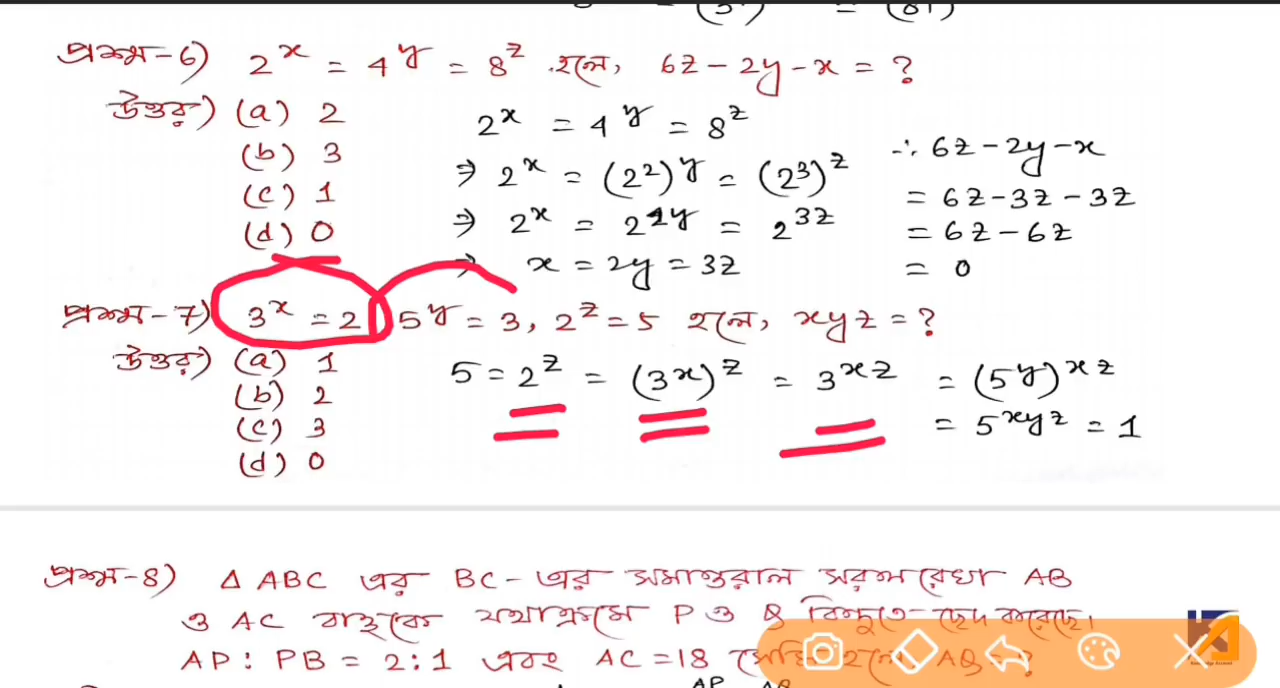 প্রশ্ন-6) 2^x = 4^y = 8^z হলে, 6z - 2y - x = ?
উত্তর) (a) 2
(b) 3
(c) 1
(d) 0
2^x = 4^y = 8^z
⇒ 2^x = (2^2)^y = (2^3)^z
⇒ 2^x = 2^2y = 2^3z
⇒ x = 2y = 3z
∴ 6z - 2y - x
= 6z - 3z - 3z
= 6z - 6z
= 0
প্রশ্ন-7) 3^x = 2, 5^y = 3, 2^z = 5 হলে, xyz = ?
উত্তর) (a) 1
(b) 2
(c) 3
(d) 0
5 = 2^z = (3^x)^z = 3^xz = (5^y)^xz
= 5^xyz = 1
প্রশ্ন-8) Δ ABC এর BC-এর সমান্তরাল সরলরেখা AB
ও AC বাহুকে যথাক্রমে P ও Q বিন্দুতে ছেদ করেছে।
AP : PB = 2:1 এবং AC = 18 সেমি হলে AQ = ?
AP AQ